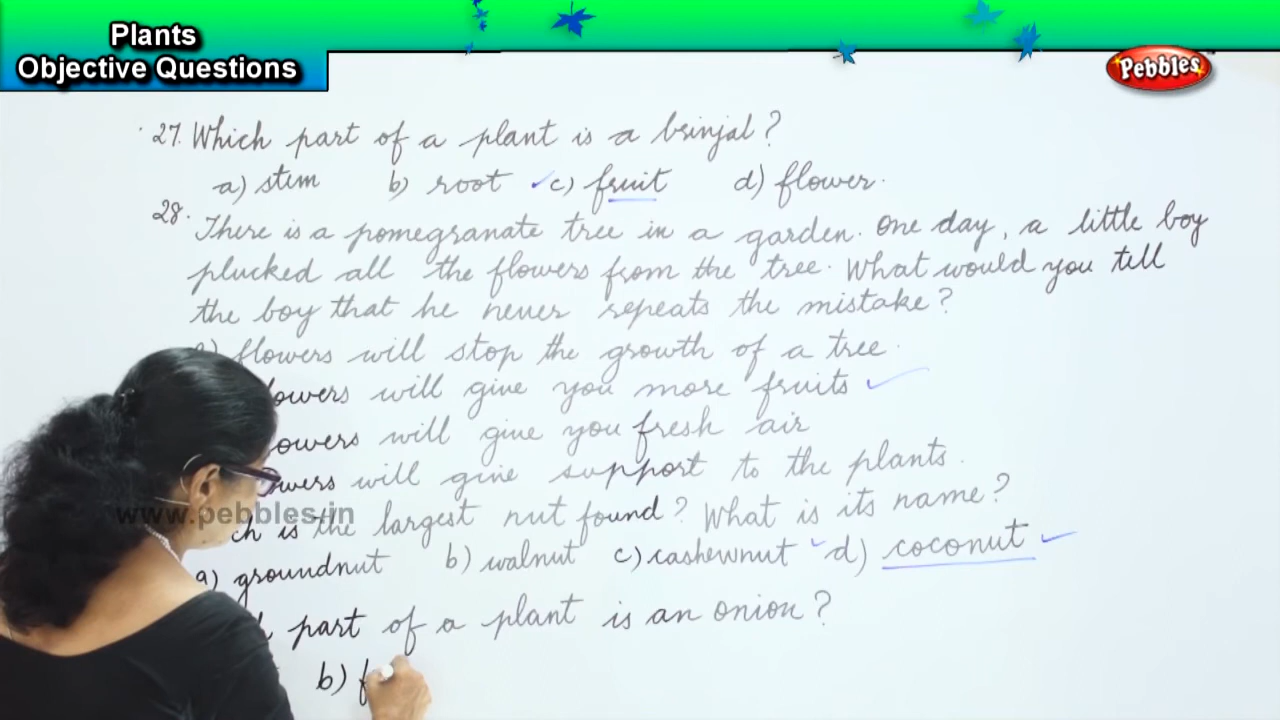 Plants
Objective Questions
Pebbles
27. Which part of a plant is a brinjal?
a) stem b) root ✓c) fruit d) flower.
28. There is a pomegranate tree in a garden. One day, a little boy
plucked all the flowers from the tree. What would you tell
the boy that he never repeats the mistake?
flowers will stop the growth of a tree.
lowers will give you more fruits ✓
owers will give you fresh air
owers will give support to the plants.
www.pebbles.in
ch is the largest nut found? What is its name?
a) groundnut b) walnut c) cashewnut ✓d) coconut ✓
part of a plant is an onion?
b) f